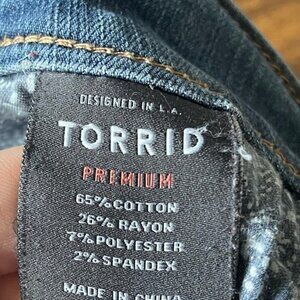 DESIGNED IN L.A.
TORRID
PREMIUM
65% COTTON
26% RAYON
7% POLYESTER
2% SPANDEX
MADE IN CHINA